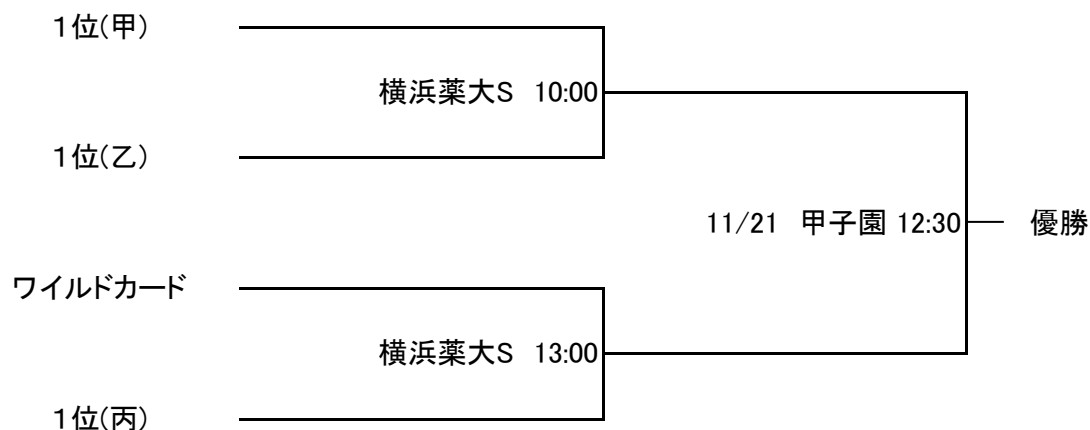 １位(甲)
横浜薬大S 10:00
１位(乙)
11/21 甲子園 12:30
優勝
ワイルドカード
横浜薬大S 13:00
１位(丙)